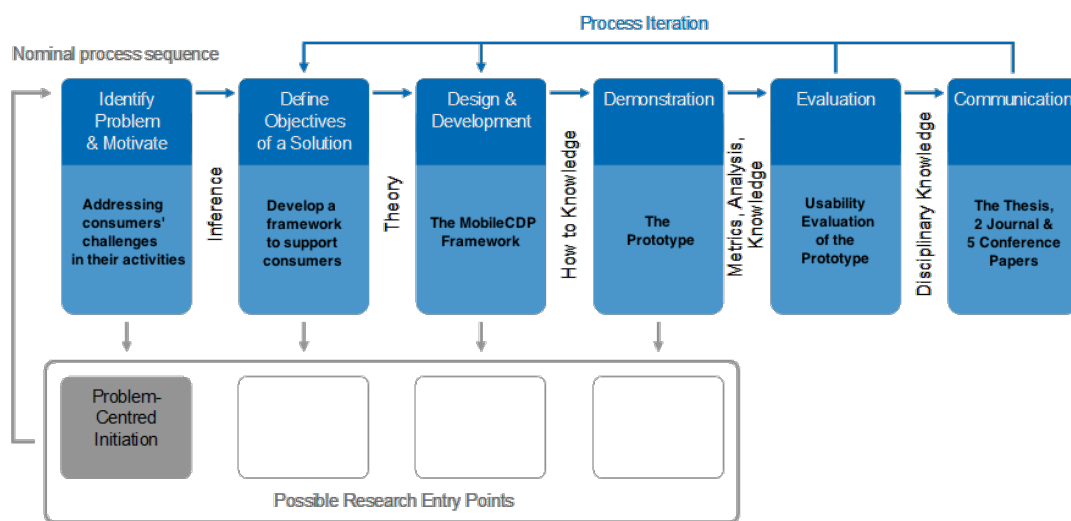 Process Iteration
Nominal process sequence
Identify
Problem
& Motivate
Define
Objectives
of a Solution
Design &
Development
Demonstration
Evaluation
Communication
Addressing
consumers'
challenges
in their activities
Inference
Develop a
framework
to support
consumers
Theory
The MobileCDP
Framework
How to Knowledge
The
Prototype
Metrics, Analysis,
Knowledge
Usability
Evaluation
of the
Prototype
Disciplinary Knowledge
The Thesis,
2 Journal &
5 Conference
Papers
Problem-
Centred
Initiation
Possible Research Entry Points